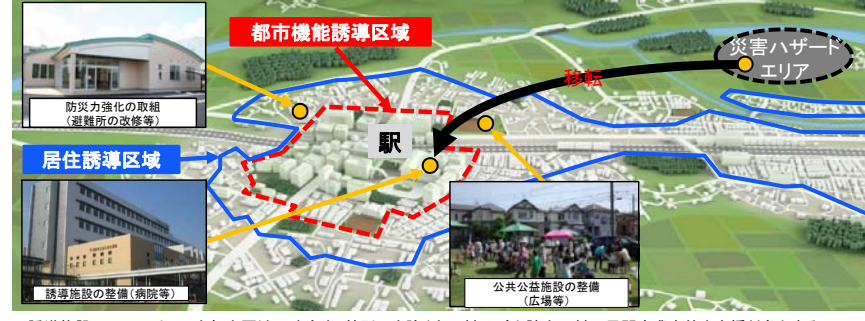 都市機能誘導区域
災害ハザード
エリア
移転
防災力強化の取組
(避難所の改修等)
駅
居住誘導区域
誘導施設の整備(病院等)
公共公益施設の整備
(広場等)